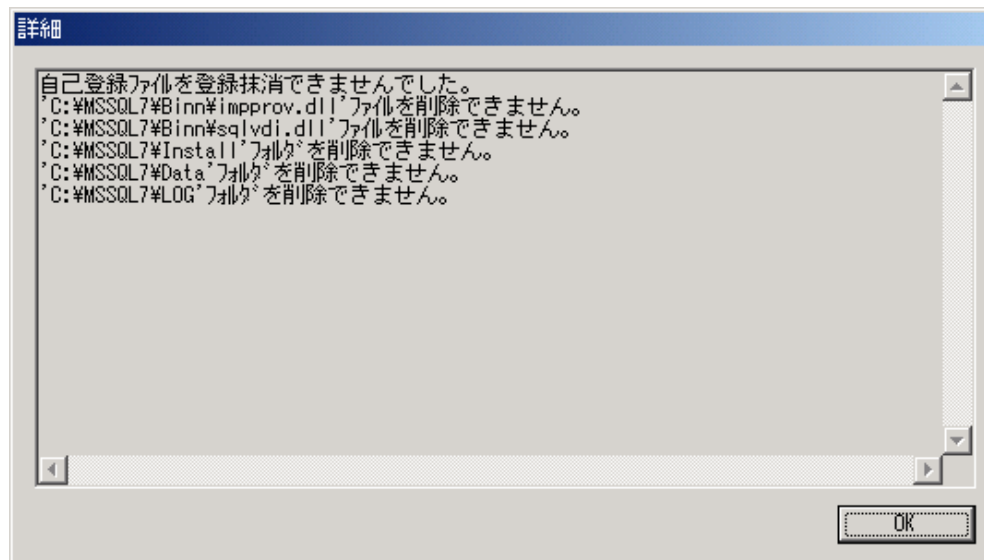 詳細
自己登録ﾌｧｲﾙを登録抹消できませんでした。
'C:¥MSSQL7¥Binn¥impprov.dll'ﾌｧｲﾙを削除できません。
'C:¥MSSQL7¥Binn¥sqlvdi.dll'ﾌｧｲﾙを削除できません。
'C:¥MSSQL7¥Install'ﾌｫﾙﾀﾞを削除できません。
'C:¥MSSQL7¥Data'ﾌｫﾙﾀﾞを削除できません。
'C:¥MSSQL7¥LOG'ﾌｫﾙﾀﾞを削除できません。
OK